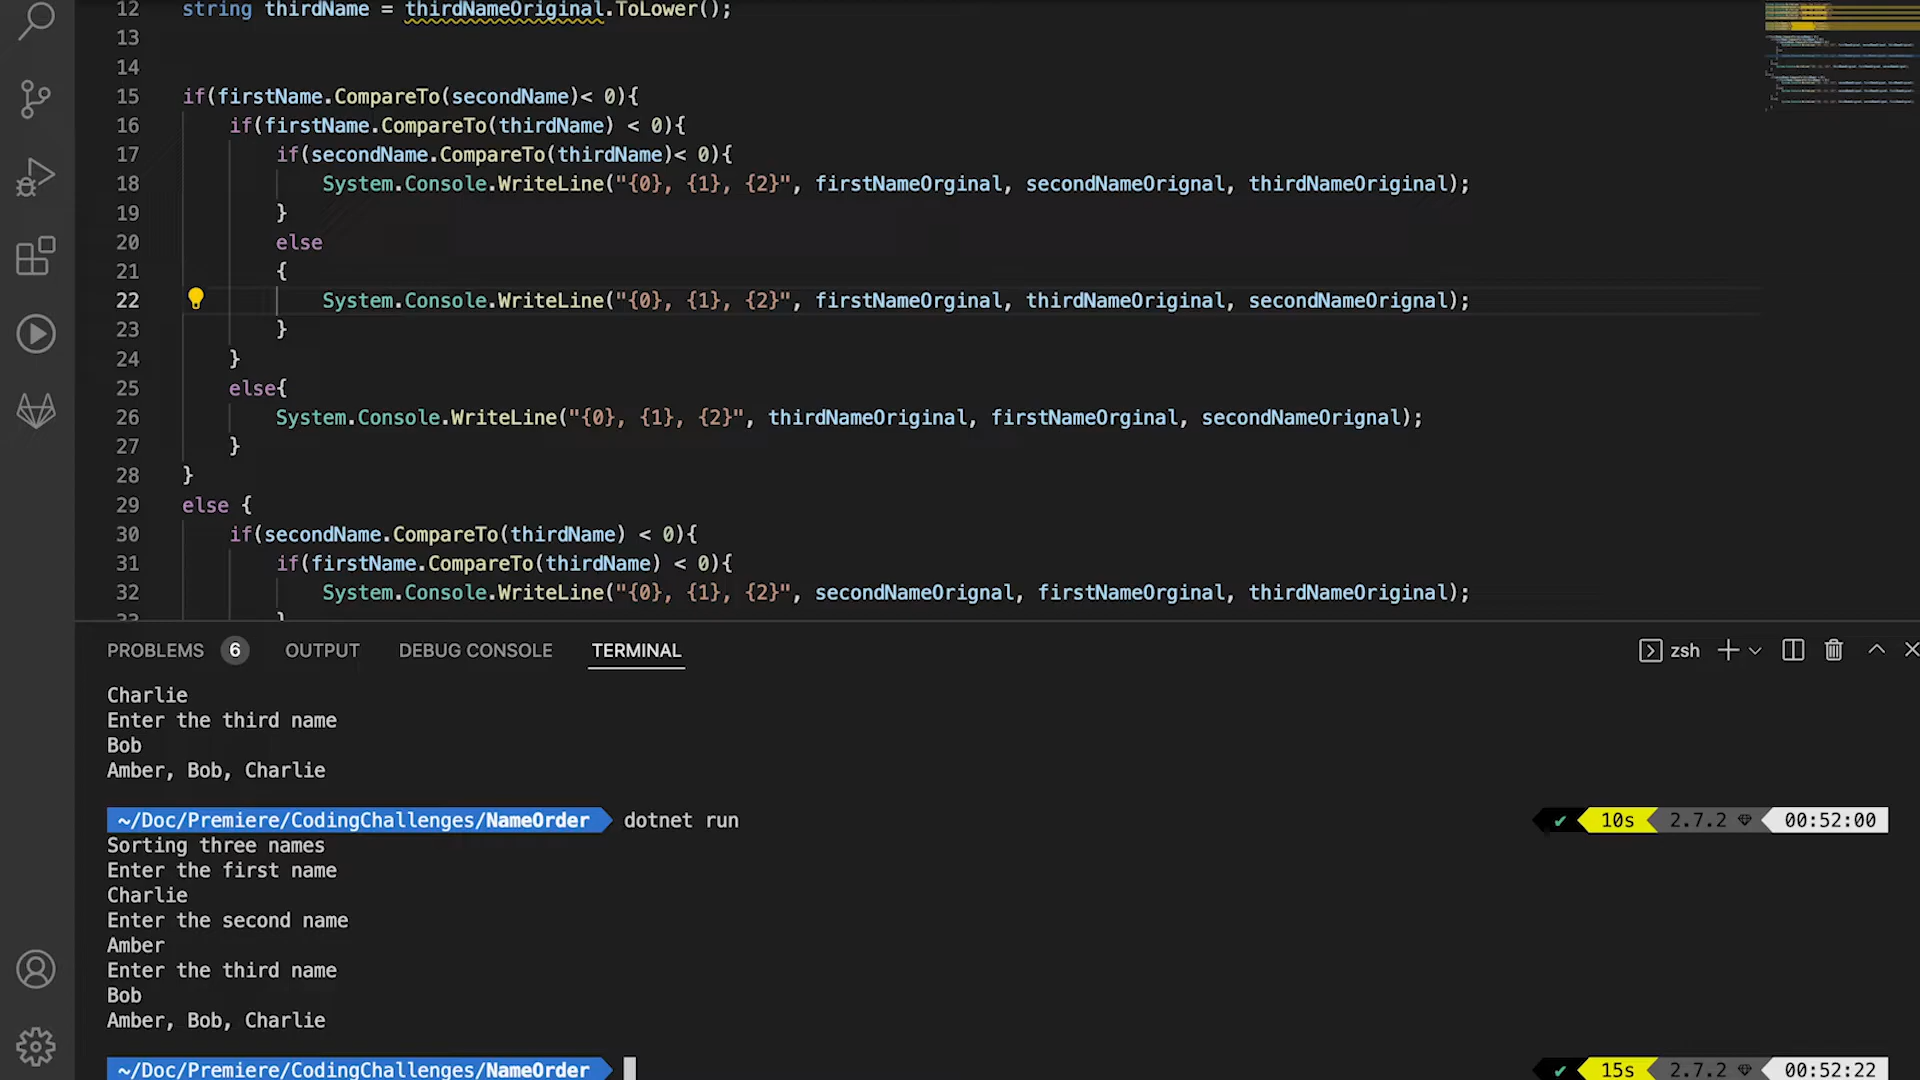 12 string thirdName = thirdNameOriginal.ToLower();
13
14
15 if(firstName.CompareTo(secondName)< 0){
16 if(firstName.CompareTo(thirdName) < 0){
17 if(secondName.CompareTo(thirdName)< 0){
18 System.Console.WriteLine("{0}, {1}, {2}", firstNameOrginal, secondNameOrignal, thirdNameOriginal);
19 }
20 else
21 {
22 System.Console.WriteLine("{0}, {1}, {2}", firstNameOrginal, thirdNameOriginal, secondNameOrignal);
23 }
24 }
25 else{
26 System.Console.WriteLine("{0}, {1}, {2}", thirdNameOriginal, firstNameOrginal, secondNameOrignal);
27 }
28 }
29 else {
30 if(secondName.CompareTo(thirdName) < 0){
31 if(firstName.CompareTo(thirdName) < 0){
32 System.Console.WriteLine("{0}, {1}, {2}", secondNameOrignal, firstNameOrginal, thirdNameOriginal);
33 }
PROBLEMS 6 OUTPUT DEBUG CONSOLE TERMINAL zsh
Charlie
Enter the third name
Bob
Amber, Bob, Charlie
~/Doc/Premiere/CodingChallenges/NameOrder dotnet run ✔ 10s 2.7.2 00:52:00
Sorting three names
Enter the first name
Charlie
Enter the second name
Amber
Enter the third name
Bob
Amber, Bob, Charlie
~/Doc/Premiere/CodingChallenges/NameOrder ✔ 15s 2.7.2 00:52:22